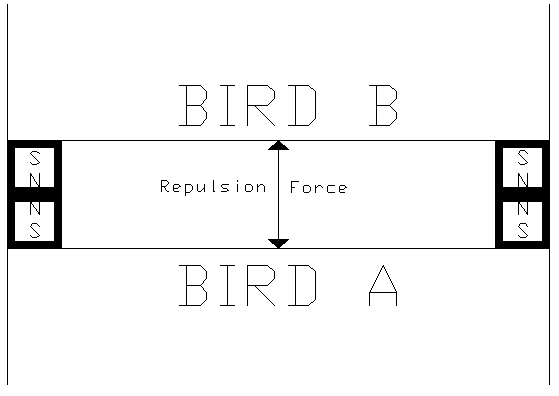 BIRD B
S S
N N
Repulsion Force
N N
S S
BIRD A